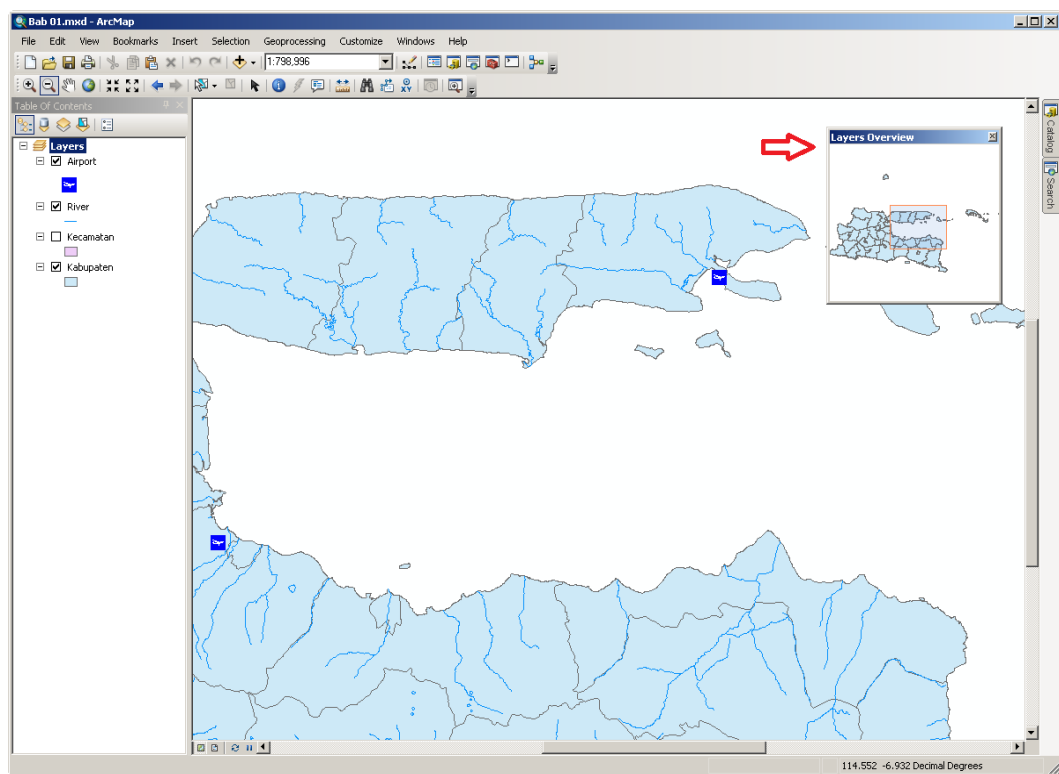 Bab 01.mxd - ArcMap
File Edit View Bookmarks Insert Selection Geoprocessing Customize Windows Help
1:798,996
Table Of Contents
Layers
Airport
River
Kecamatan
Kabupaten
Layers Overview
Catalog
Search
114.552 -6.932 Decimal Degrees